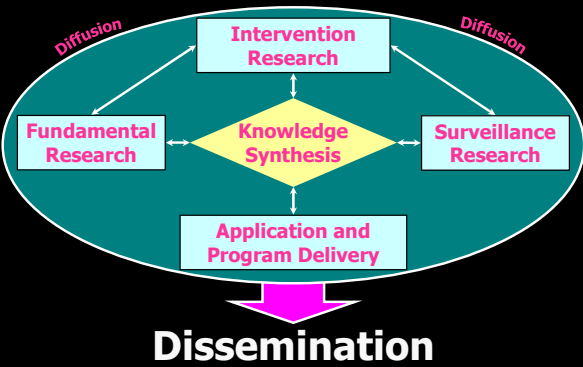 Diffusion
Diffusion
Intervention
Research
Fundamental
Research
Knowledge
Synthesis
Surveillance
Research
Application and
Program Delivery
Dissemination